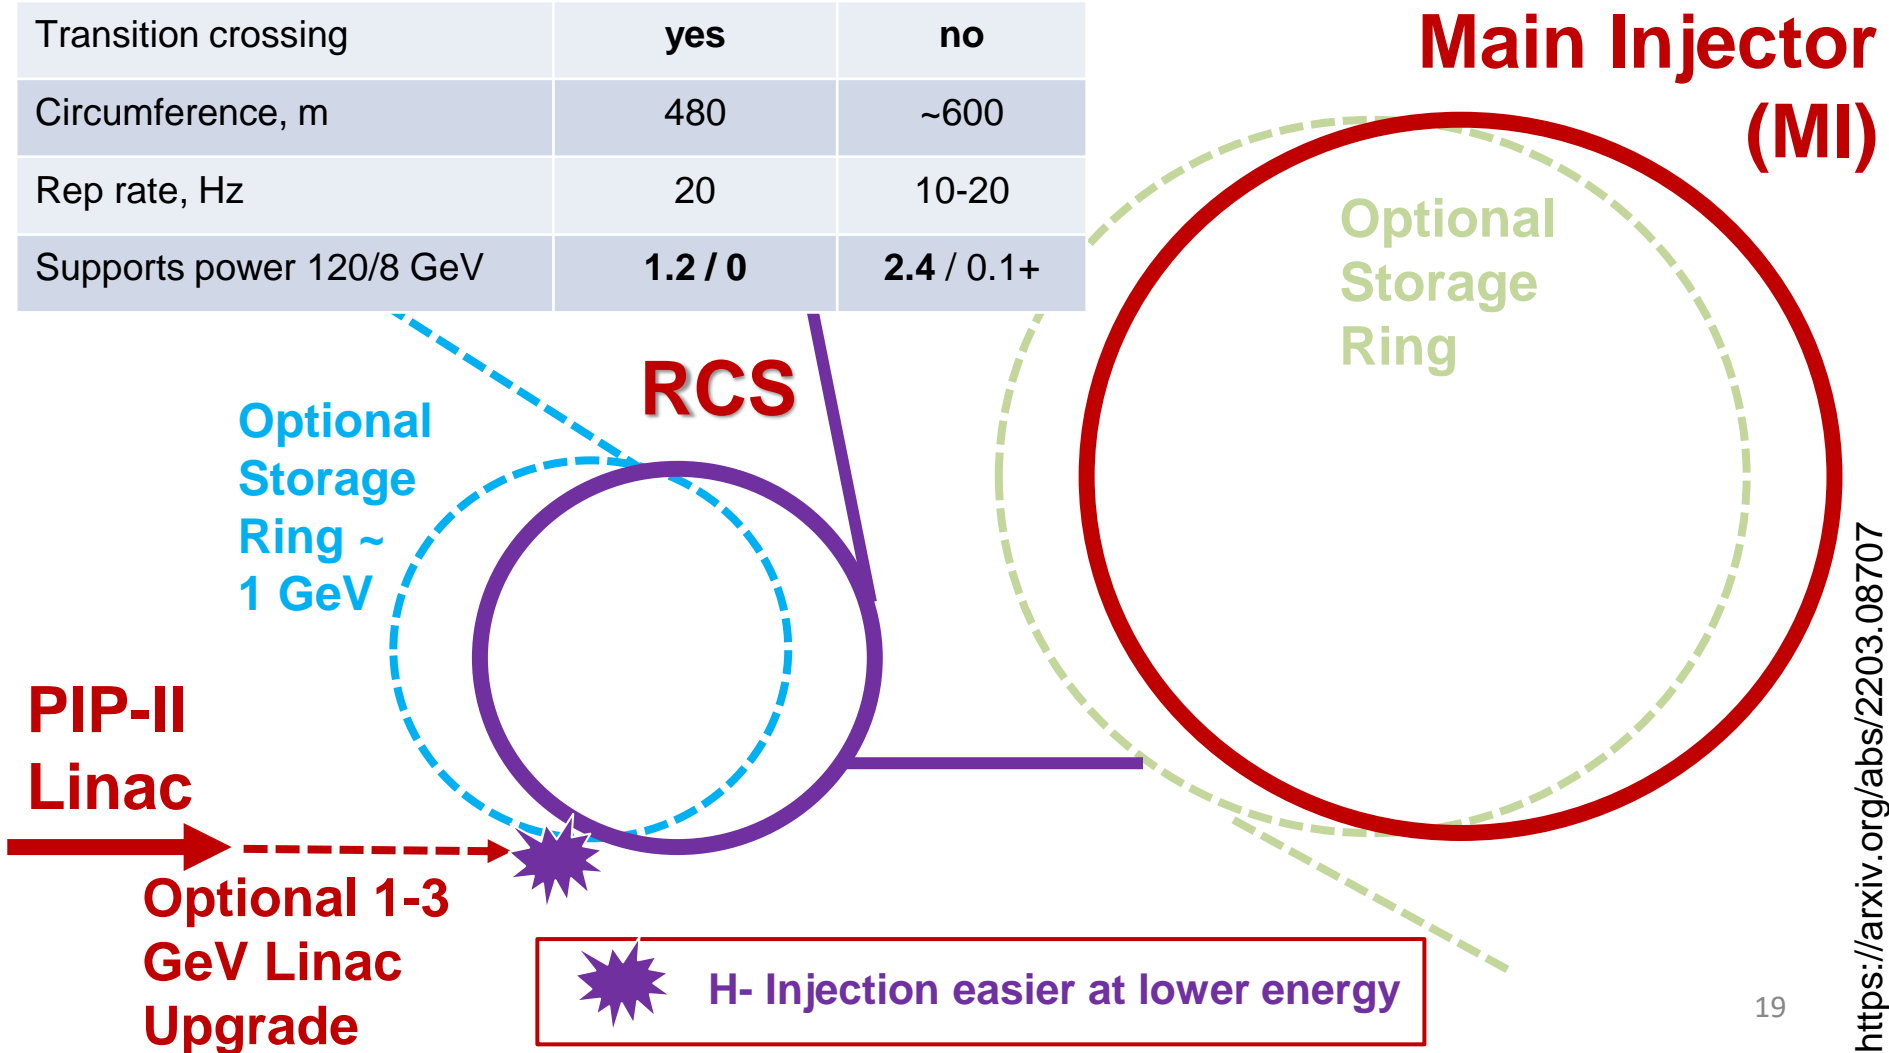 Transition crossing yes no
Circumference, m 480 ~600
Rep rate, Hz 20 10-20
Supports power 120/8 GeV 1.2 / 0 2.4 / 0.1+
Main Injector
(MI)
Optional
Storage
Ring
RCS
Optional
Storage
Ring ~
1 GeV
PIP-II
Linac
Optional 1-3
GeV Linac
Upgrade
H- Injection easier at lower energy
19
https://arxiv.org/abs/2203.08707